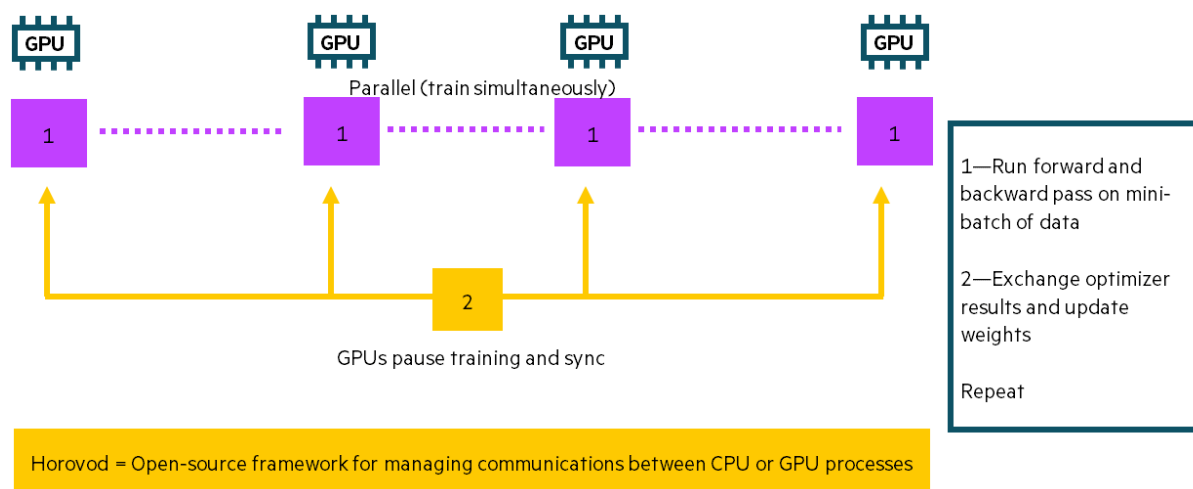 GPU
GPU
GPU
GPU
Parallel (train simultaneously)
1
1
1
1
2
GPUs pause training and sync
1—Run forward and
backward pass on mini-
batch of data
2—Exchange optimizer
results and update
weights
Repeat
Horovod = Open-source framework for managing communications between CPU or GPU processes